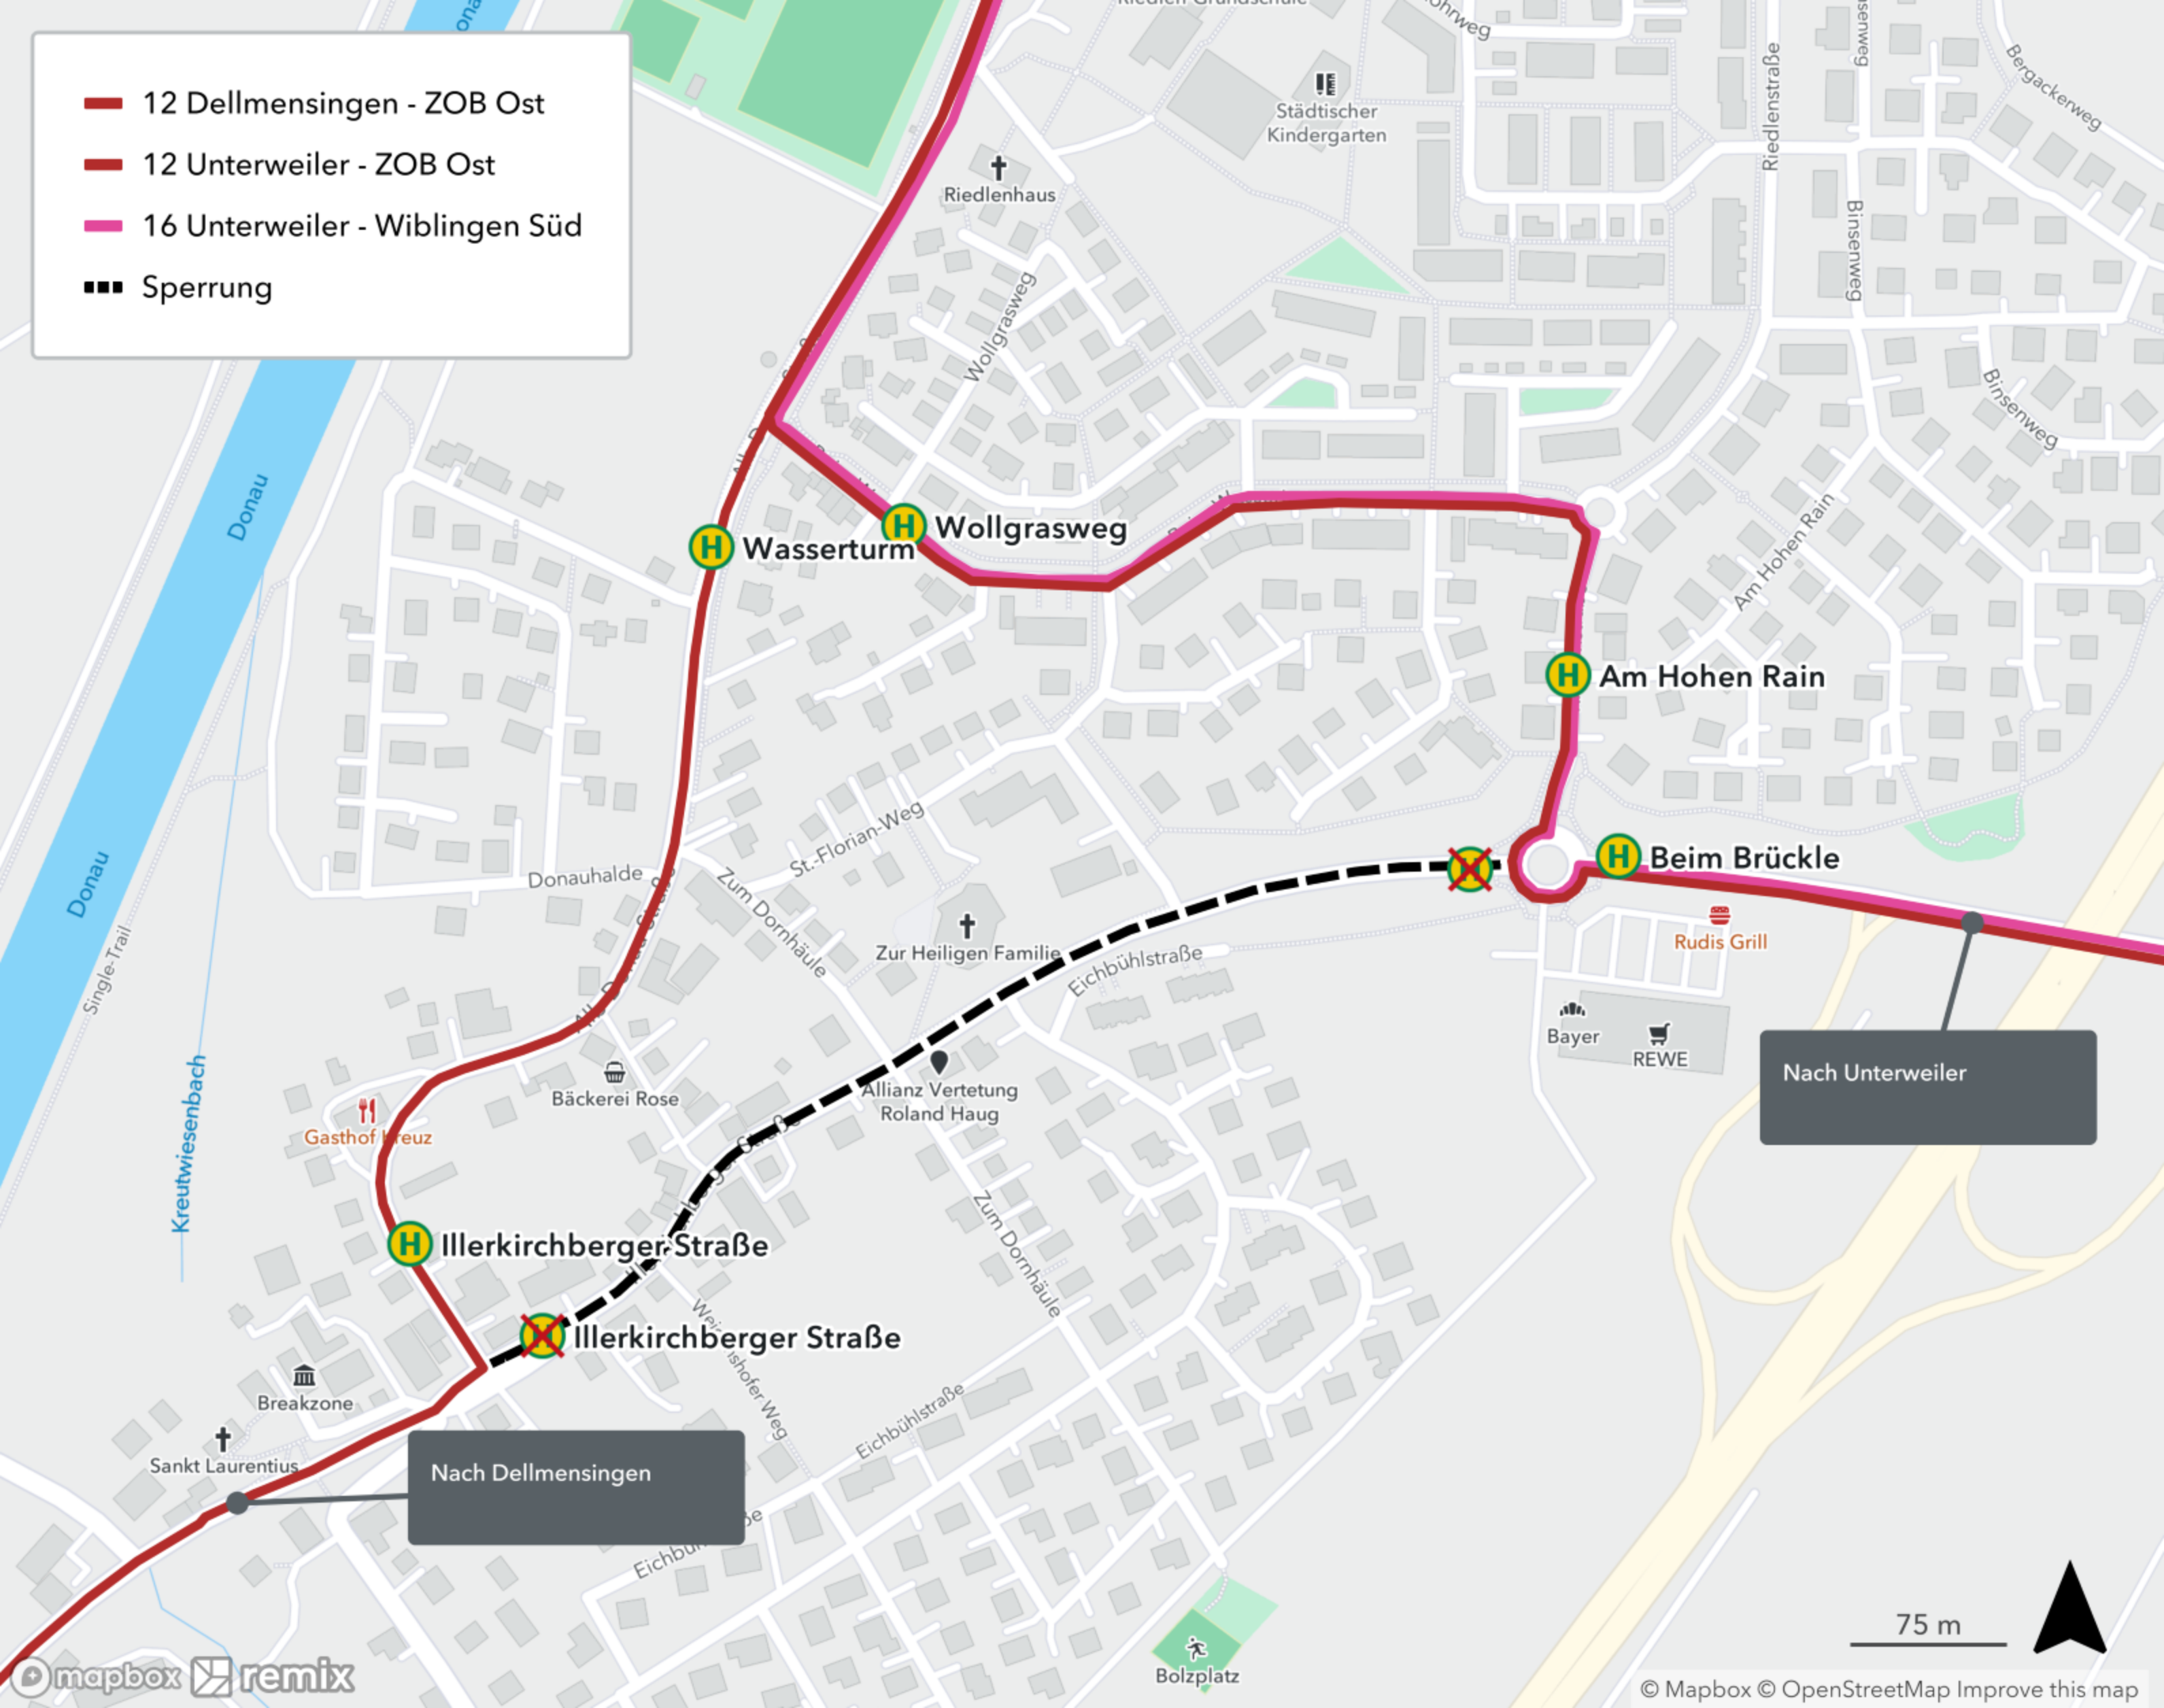 12 Dellmensingen - ZOB Ost
12 Unterweiler - ZOB Ost
16 Unterweiler - Wiblingen Süd
Sperrung
Riedlen Grundschule
Städtischer
Kindergarten
Riedlenhaus
Riedlenstraße
Bergackerweg
Binsenweg
Binsenweg
Wollgrasweg
Donau
Wollgrasweg
Wasserturm
Am Hohen Rain
Am Hohen Rain
St.-Florian-Weg
Donauhalde
Zum Dornhäule
Beim Brückle
Donau
Single-Trail
Zur Heiligen Familie
Eichbühlstraße
Rudis Grill
Bayer
REWE
Nach Unterweiler
Bäckerei Rose
Allianz Vertetung
Roland Haug
Gasthof Kreuz
Kreutwiesenbach
H Illerkirchberger Straße
Zum Dornhäule
Illerkirchberger Straße
Breakzone
Sankt Laurentius
Eichbühlstraße
Nach Dellmensingen
Bolzplatz
75 m
mapbox remix
© Mapbox © OpenStreetMap Improve this map